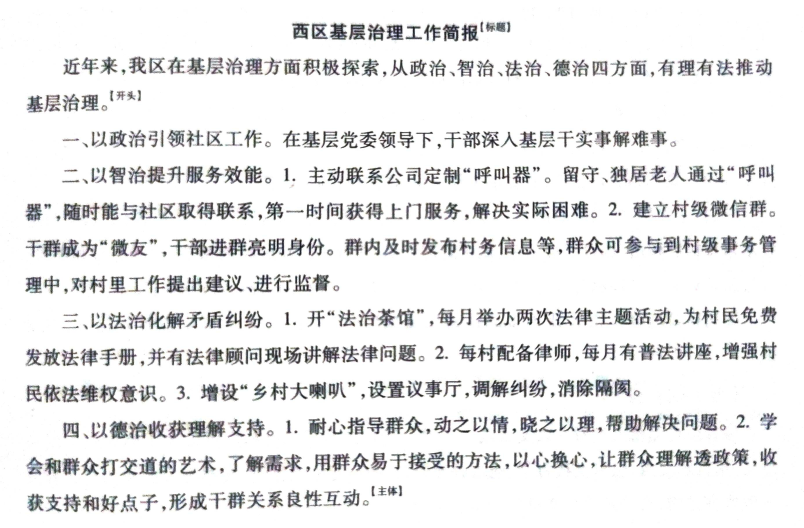 西区基层治理工作简报【标题】
近年来,我区在基层治理方面积极探索,从政治、智治、法治、德治四方面,有理有法推动
基层治理。【开头】
一、以政治引领社区工作。在基层党委领导下,干部深入基层干实事解难事。
二、以智治提升服务效能。1. 主动联系公司定制“呼叫器”。留守、独居老人通过“呼叫
器”,随时能与社区取得联系,第一时间获得上门服务,解决实际困难。2. 建立村级微信群。
干群成为“微友”,干部进群亮明身份。群内及时发布村务信息等,群众可参与到村级事务管
理中,对村里工作提出建议、进行监督。
三、以法治化解矛盾纠纷。1. 开“法治茶馆”,每月举办两次法律主题活动,为村民免费
发放法律手册,并有法律顾问现场讲解法律问题。2. 每村配备律师,每月有普法讲座,增强村
民依法维权意识。3. 增设“乡村大喇叭”,设置议事厅,调解纠纷,消除隔阂。
四、以德治收获理解支持。1. 耐心指导群众,动之以情,晓之以理,帮助解决问题。2. 学
会和群众打交道的艺术,了解需求,用群众易于接受的方法,以心换心,让群众理解透政策,收
获支持和好点子,形成干群关系良性互动。【主体】